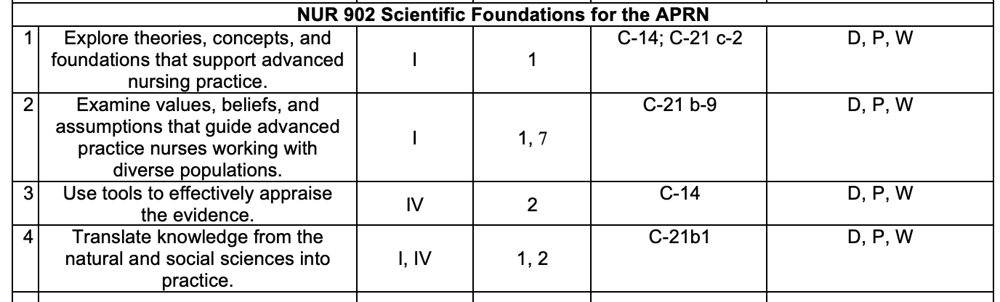 NUR 902 Scientific Foundations for the APRN
1 Explore theories, concepts, and C-14; C-21 c-2 D, P, W
foundations that support advanced I 1
nursing practice.
2 Examine values, beliefs, and C-21 b-9 D, P, W
assumptions that guide advanced
practice nurses working with I 1, 7
diverse populations.
3 Use tools to effectively appraise IV 2 C-14 D, P, W
the evidence.
4 Translate knowledge from the C-21b1 D, P, W
natural and social sciences into I, IV 1, 2
practice.